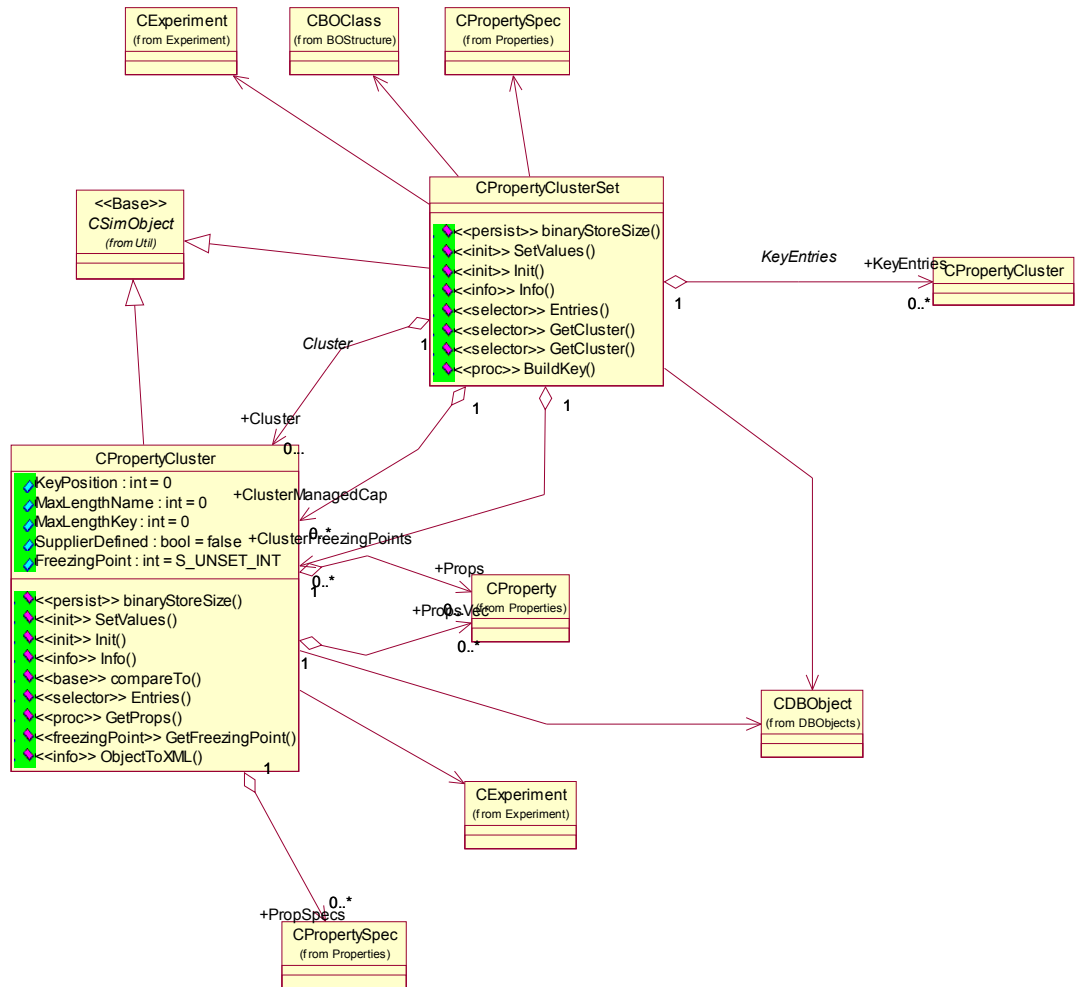 CExperiment
(from Experiment)
CBOClass
(from BOStructure)
CPropertySpec
(from Properties)
CPropertyClusterSet
<<persist>> binaryStoreSize()
<<init>> SetValues()
<<init>> Init()
<<info>> Info()
<<selector>> Entries()
<<selector>> GetCluster()
<<selector>> GetCluster()
<<proc>> BuildKey()
<<Base>>
CSimObject
(from Util)
KeyEntries
+KeyEntries
1
0..*
CPropertyCluster
Cluster
1
+Cluster
0...
1
1
+ClusterManagedCap
0..*
+ClusterFreezingPoints
0..*
CPropertyCluster
KeyPosition : int = 0
MaxLengthName : int = 0
MaxLengthKey : int = 0
SupplierDefined : bool = false
FreezingPoint : int = S_UNSET_INT
<<persist>> binaryStoreSize()
<<init>> SetValues()
<<init>> Init()
<<info>> Info()
<<base>> compareTo()
<<selector>> Entries()
<<proc>> GetProps()
<<freezingPoint>> GetFreezingPoint()
<<info>> ObjectToXML()
1
+Props
0..
+PropsVec
0..*
1
CProperty
(from Properties)
CDBObject
(from DBObjects)
CExperiment
(from Experiment)
1
0..*
+PropSpecs
CPropertySpec
(from Properties)